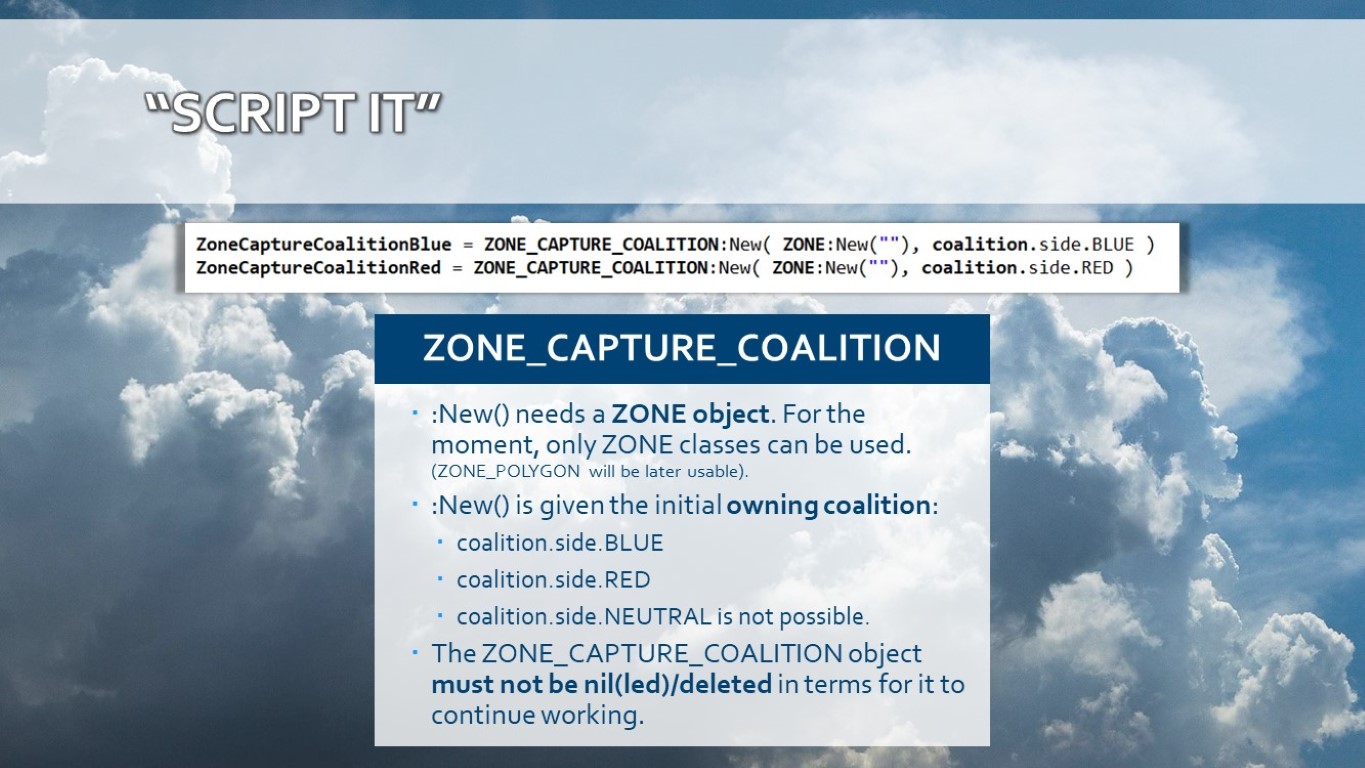 “SCRIPT IT”
ZoneCaptureCoalitionBlue = ZONE_CAPTURE_COALITION:New( ZONE:New(""), coalition.side.BLUE )
ZoneCaptureCoalitionRed = ZONE_CAPTURE_COALITION:New( ZONE:New(""), coalition.side.RED )
ZONE_CAPTURE_COALITION
▪ :New() needs a ZONE object. For the
moment, only ZONE classes can be used.
(ZONE_POLYGON will be later usable).
▪ :New() is given the initial owning coalition:
▪ coalition.side.BLUE
▪ coalition.side.RED
▪ coalition.side.NEUTRAL is not possible.
▪ The ZONE_CAPTURE_COALITION object
must not be nil(led)/deleted in terms for it to
continue working.